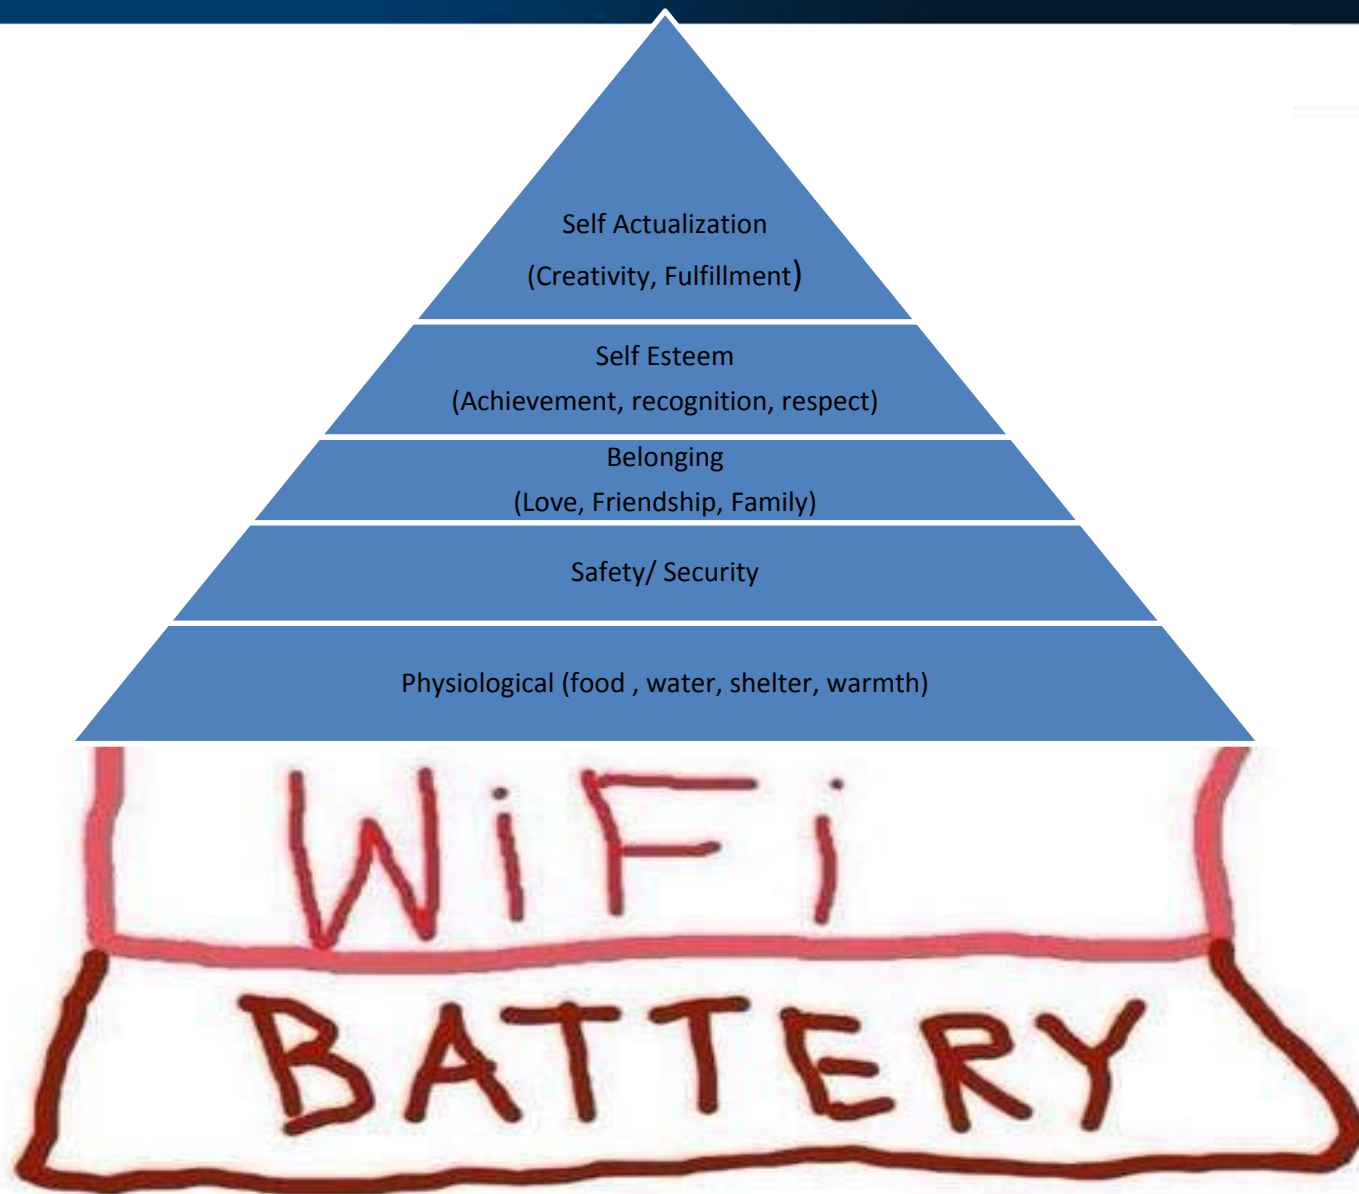 Self Actualization
(Creativity, Fulfillment)
Self Esteem
(Achievement, recognition, respect)
Belonging
(Love, Friendship, Family)
Safety/ Security
Physiological (food , water, shelter, warmth)
WiFi
BATTERY